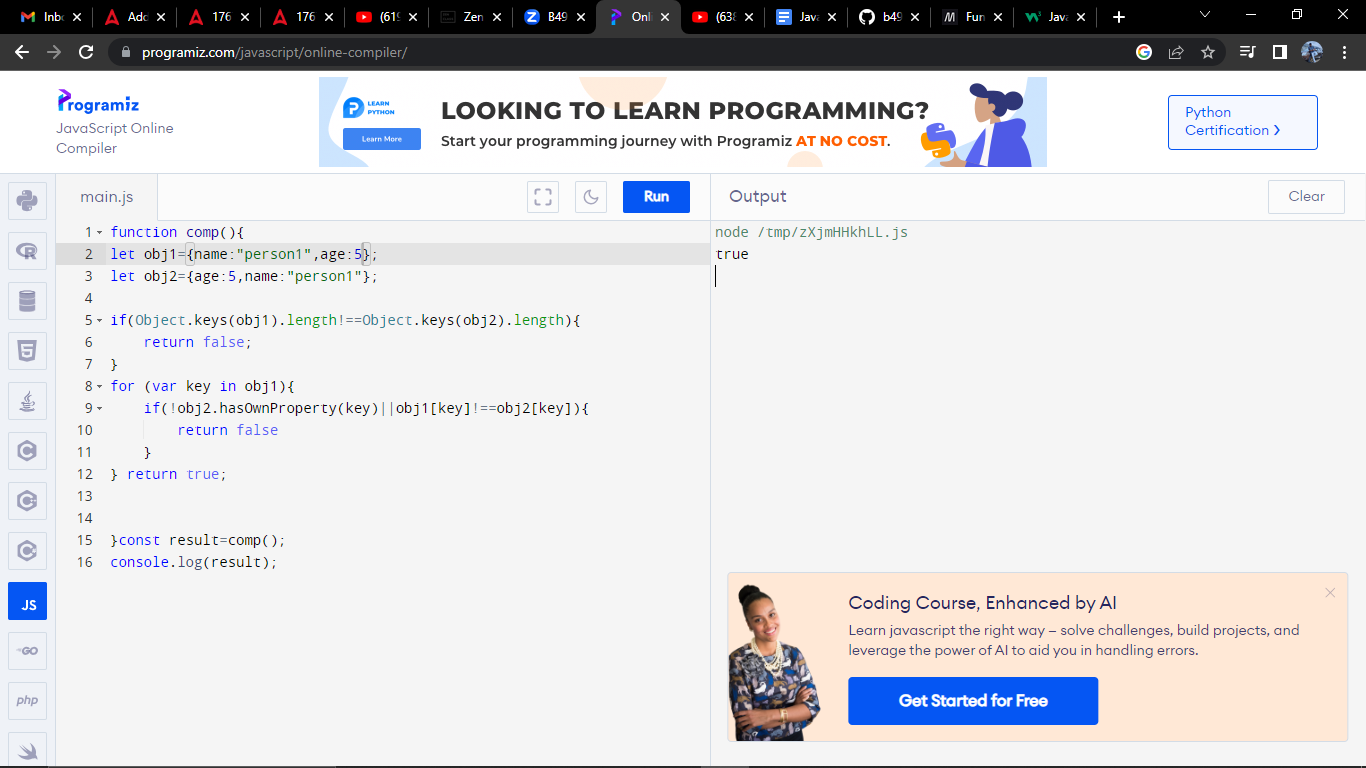 Inbo
Add
176
176
(619
Zen
B49
Onli
(638
Java
b49
Fun
Java
programiz.com/javascript/online-compiler/
Programiz
JavaScript Online
Compiler
LEARN
PYTHON
Learn More
LOOKING TO LEARN PROGRAMMING?
Start your programming journey with Programiz AT NO COST.
Python
Certification ❯
main.js
Run
Output
Clear
1 function comp(){
2 let obj1={name:"person1",age:5};
3 let obj2={age:5,name:"person1"};
4
5 if(Object.keys(obj1).length!==Object.keys(obj2).length){
6     return false;
7 }
8 for (var key in obj1){
9     if(!obj2.hasOwnProperty(key)||obj1[key]!==obj2[key]){
10         return false
11     }
12 } return true;
13
14
15 }const result=comp();
16 console.log(result);
node /tmp/zXjmHHkhLL.js
true
JS
GO
php
Coding Course, Enhanced by AI
Learn javascript the right way – solve challenges, build projects, and
leverage the power of AI to aid you in handling errors.
Get Started for Free